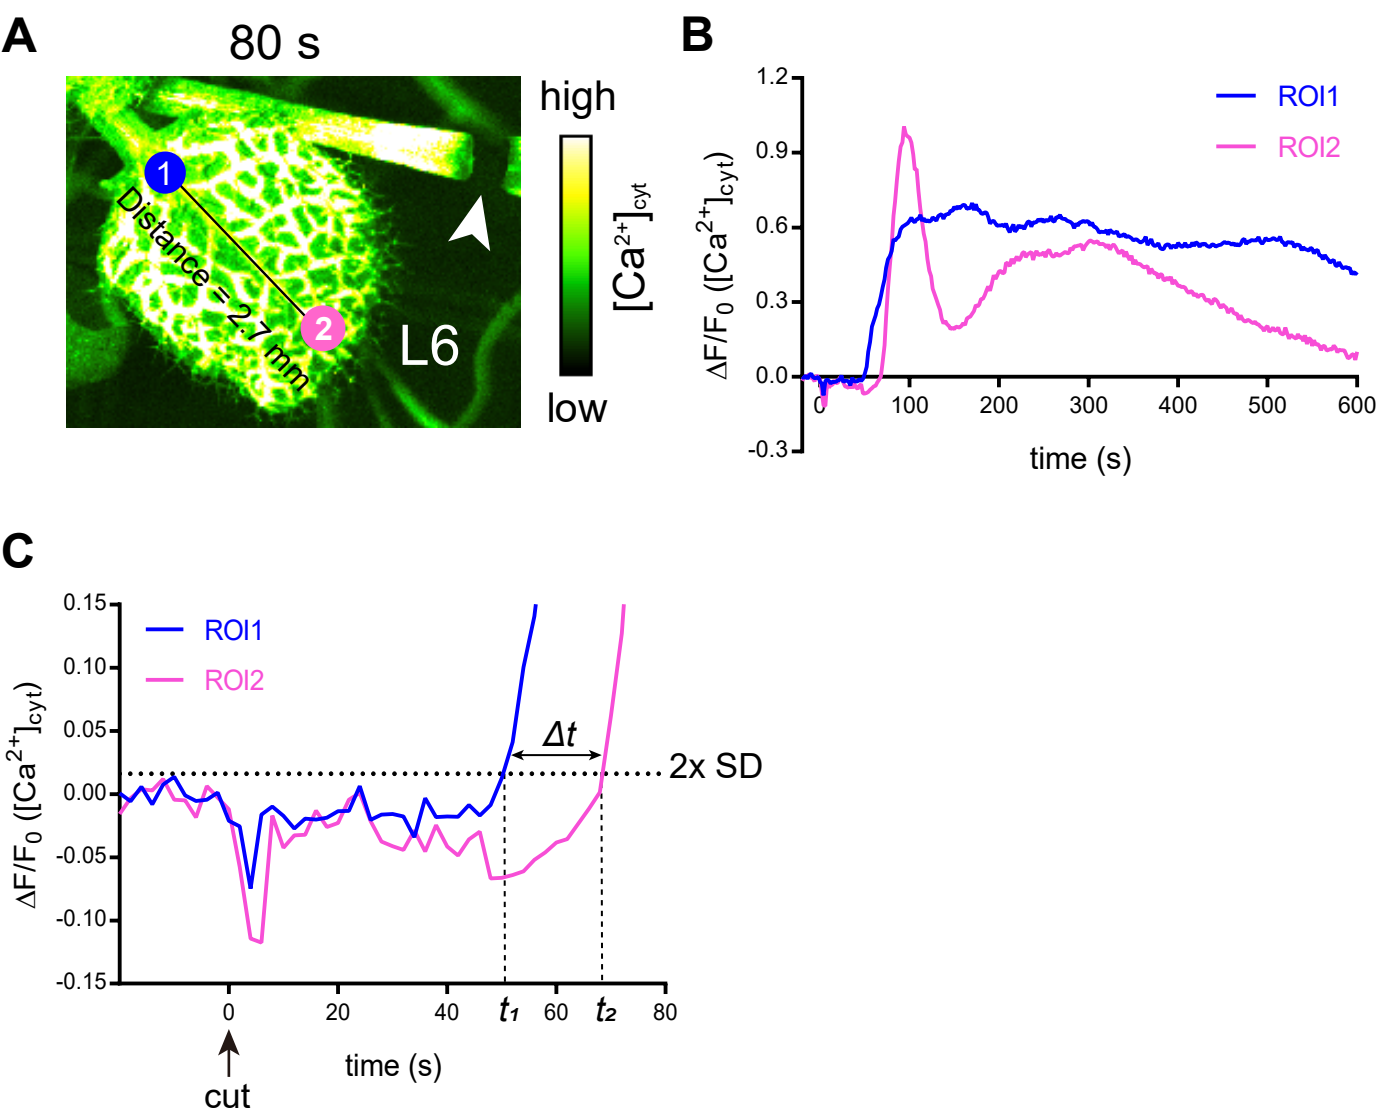 A
80 s
1
Distance = 2.7 mm
2
L6
high
[Ca²⁺]cyt
low
B
ΔF/F₀ ([Ca²⁺]cyt)
1.2
0.9
0.6
0.3
0.0
-0.3
ROI1
ROI2
0 100 200 300 400 500 600
time (s)
C
ΔF/F₀ ([Ca²⁺]cyt)
0.15
0.10
0.05
0.00
-0.05
-0.10
-0.15
ROI1
ROI2
Δt
2x SD
0 20 40 t₁ 60 t₂ 80
time (s)
cut